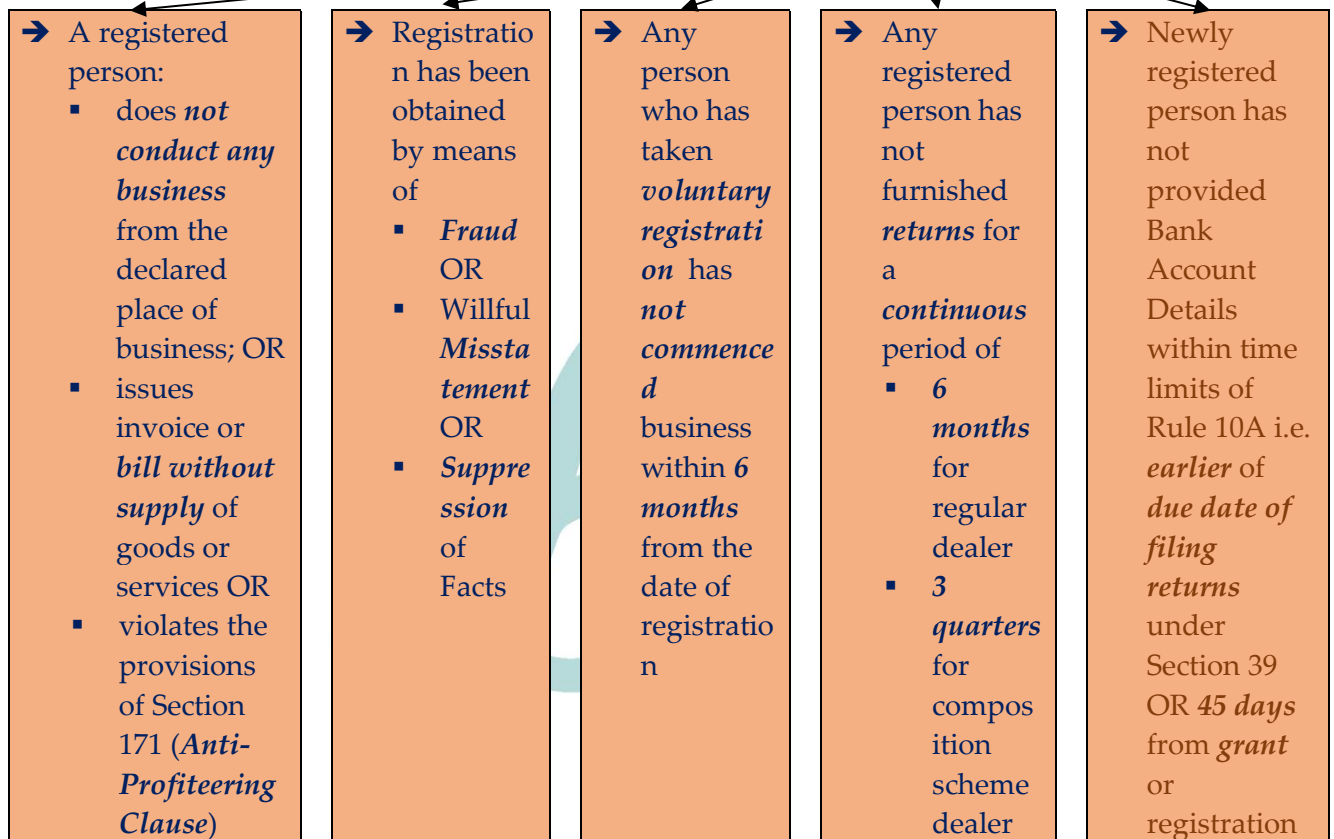 ➔ A registered
person:
▪ does not
conduct any
business
from the
declared
place of
business; OR
▪ issues
invoice or
bill without
supply of
goods or
services OR
▪ violates the
provisions
of Section
171 (Anti-
Profiteering
Clause)
➔ Registratio
n has been
obtained
by means
of
▪ Fraud
OR
▪ Willful
Missta
tement
OR
▪ Suppre
ssion
of
Facts
➔ Any
person
who has
taken
voluntary
registrati
on has
not
commence
d
business
within 6
months
from the
date of
registratio
n
➔ Any
registered
person has
not
furnished
returns for
a
continuous
period of
▪ 6
months
for
regular
dealer
▪ 3
quarters
for
compos
ition
scheme
dealer
➔ Newly
registered
person has
not
provided
Bank
Account
Details
within time
limits of
Rule 10A i.e.
earlier of
due date of
filing
returns
under
Section 39
OR 45 days
from grant
or
registration